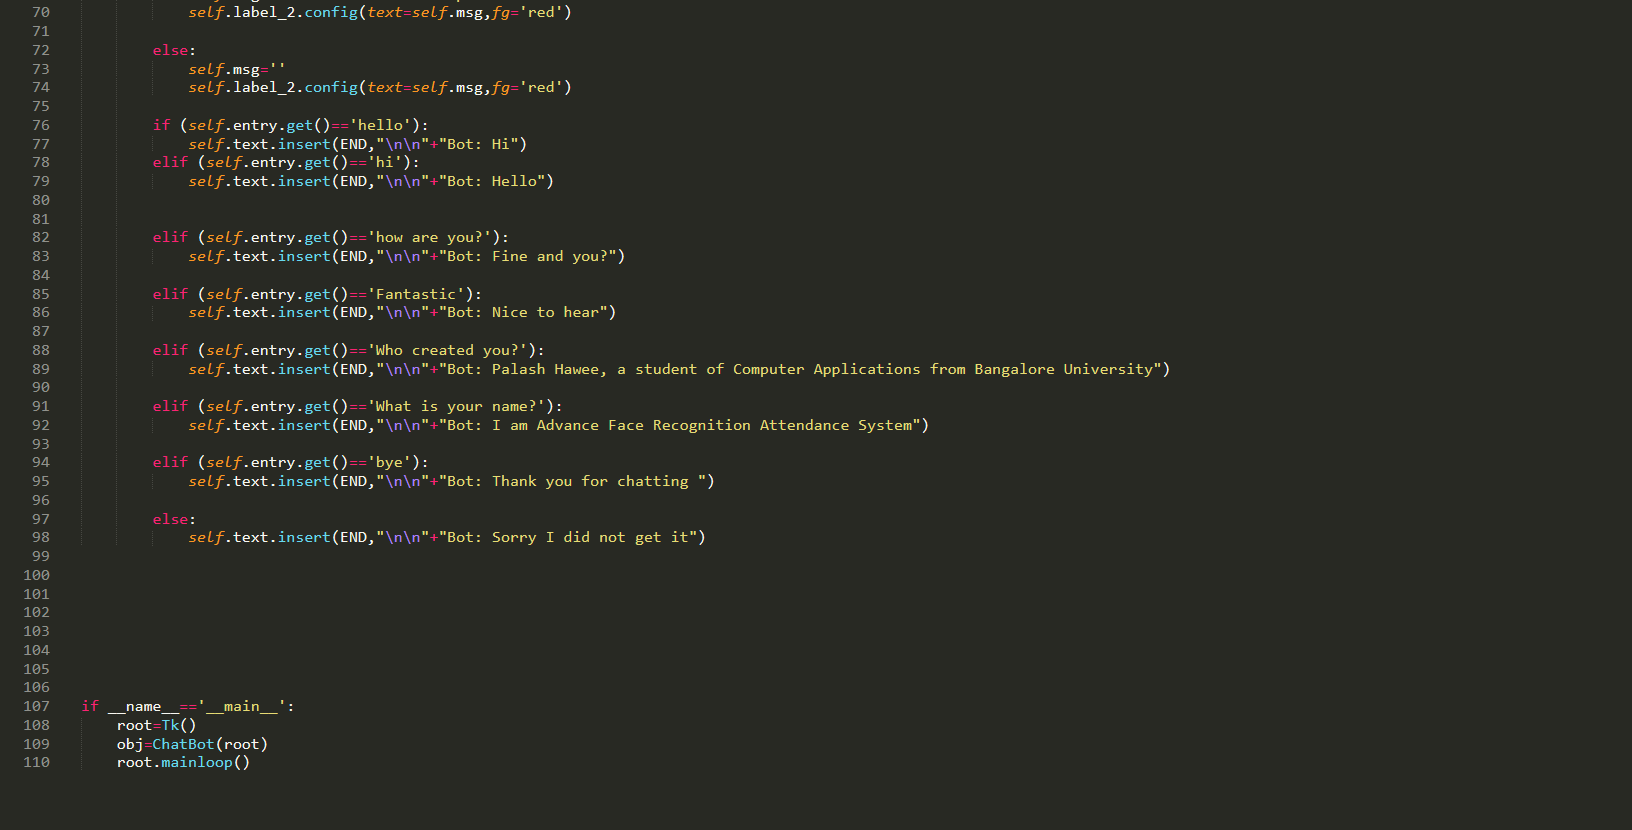 70 self.label_2.config(text=self.msg,fg='red')
71
72 else:
73 self.msg=''
74 self.label_2.config(text=self.msg,fg='red')
75
76 if (self.entry.get()=='hello'):
77 self.text.insert(END,"\n\n"+"Bot: Hi")
78 elif (self.entry.get()=='hi'):
79 self.text.insert(END,"\n\n"+"Bot: Hello")
80
81
82 elif (self.entry.get()=='how are you?'):
83 self.text.insert(END,"\n\n"+"Bot: Fine and you?")
84
85 elif (self.entry.get()=='Fantastic'):
86 self.text.insert(END,"\n\n"+"Bot: Nice to hear")
87
88 elif (self.entry.get()=='Who created you?'):
89 self.text.insert(END,"\n\n"+"Bot: Palash Hawee, a student of Computer Applications from Bangalore University")
90
91 elif (self.entry.get()=='What is your name?'):
92 self.text.insert(END,"\n\n"+"Bot: I am Advance Face Recognition Attendance System")
93
94 elif (self.entry.get()=='bye'):
95 self.text.insert(END,"\n\n"+"Bot: Thank you for chatting ")
96
97 else:
98 self.text.insert(END,"\n\n"+"Bot: Sorry I did not get it")
99
100
101
102
103
104
105
106
107 if __name__=='__main__':
108 root=Tk()
109 obj=ChatBot(root)
110 root.mainloop()